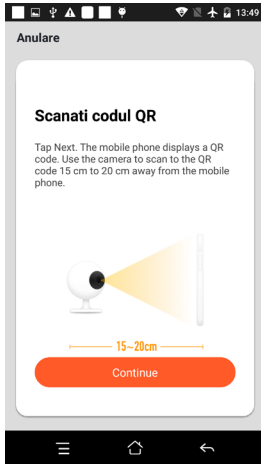 13:49
Anulare
Scanati codul QR
Tap Next. The mobile phone displays a QR
code. Use the camera to scan to the QR
code 15 cm to 20 cm away from the mobile
phone.
15~20cm
Continue